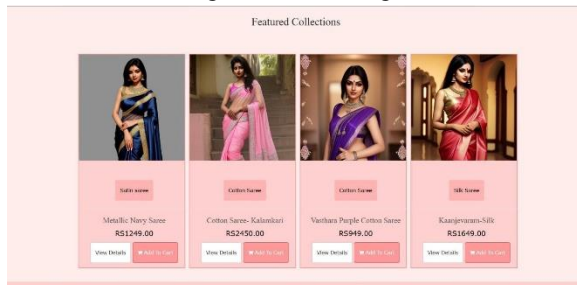 Featured Collections
Satin saree
Metallic Navy Saree
RS1249.00
View Details Add To Cart
Cotton Saree
Cotton Saree- Kalamkari
RS2450.00
View Details Add To Cart
Cotton Saree
Vasthara Purple Cotton Saree
RS949.00
View Details Add To Cart
Silk Saree
Kaanjevaram-Silk
RS1649.00
View Details Add To Cart